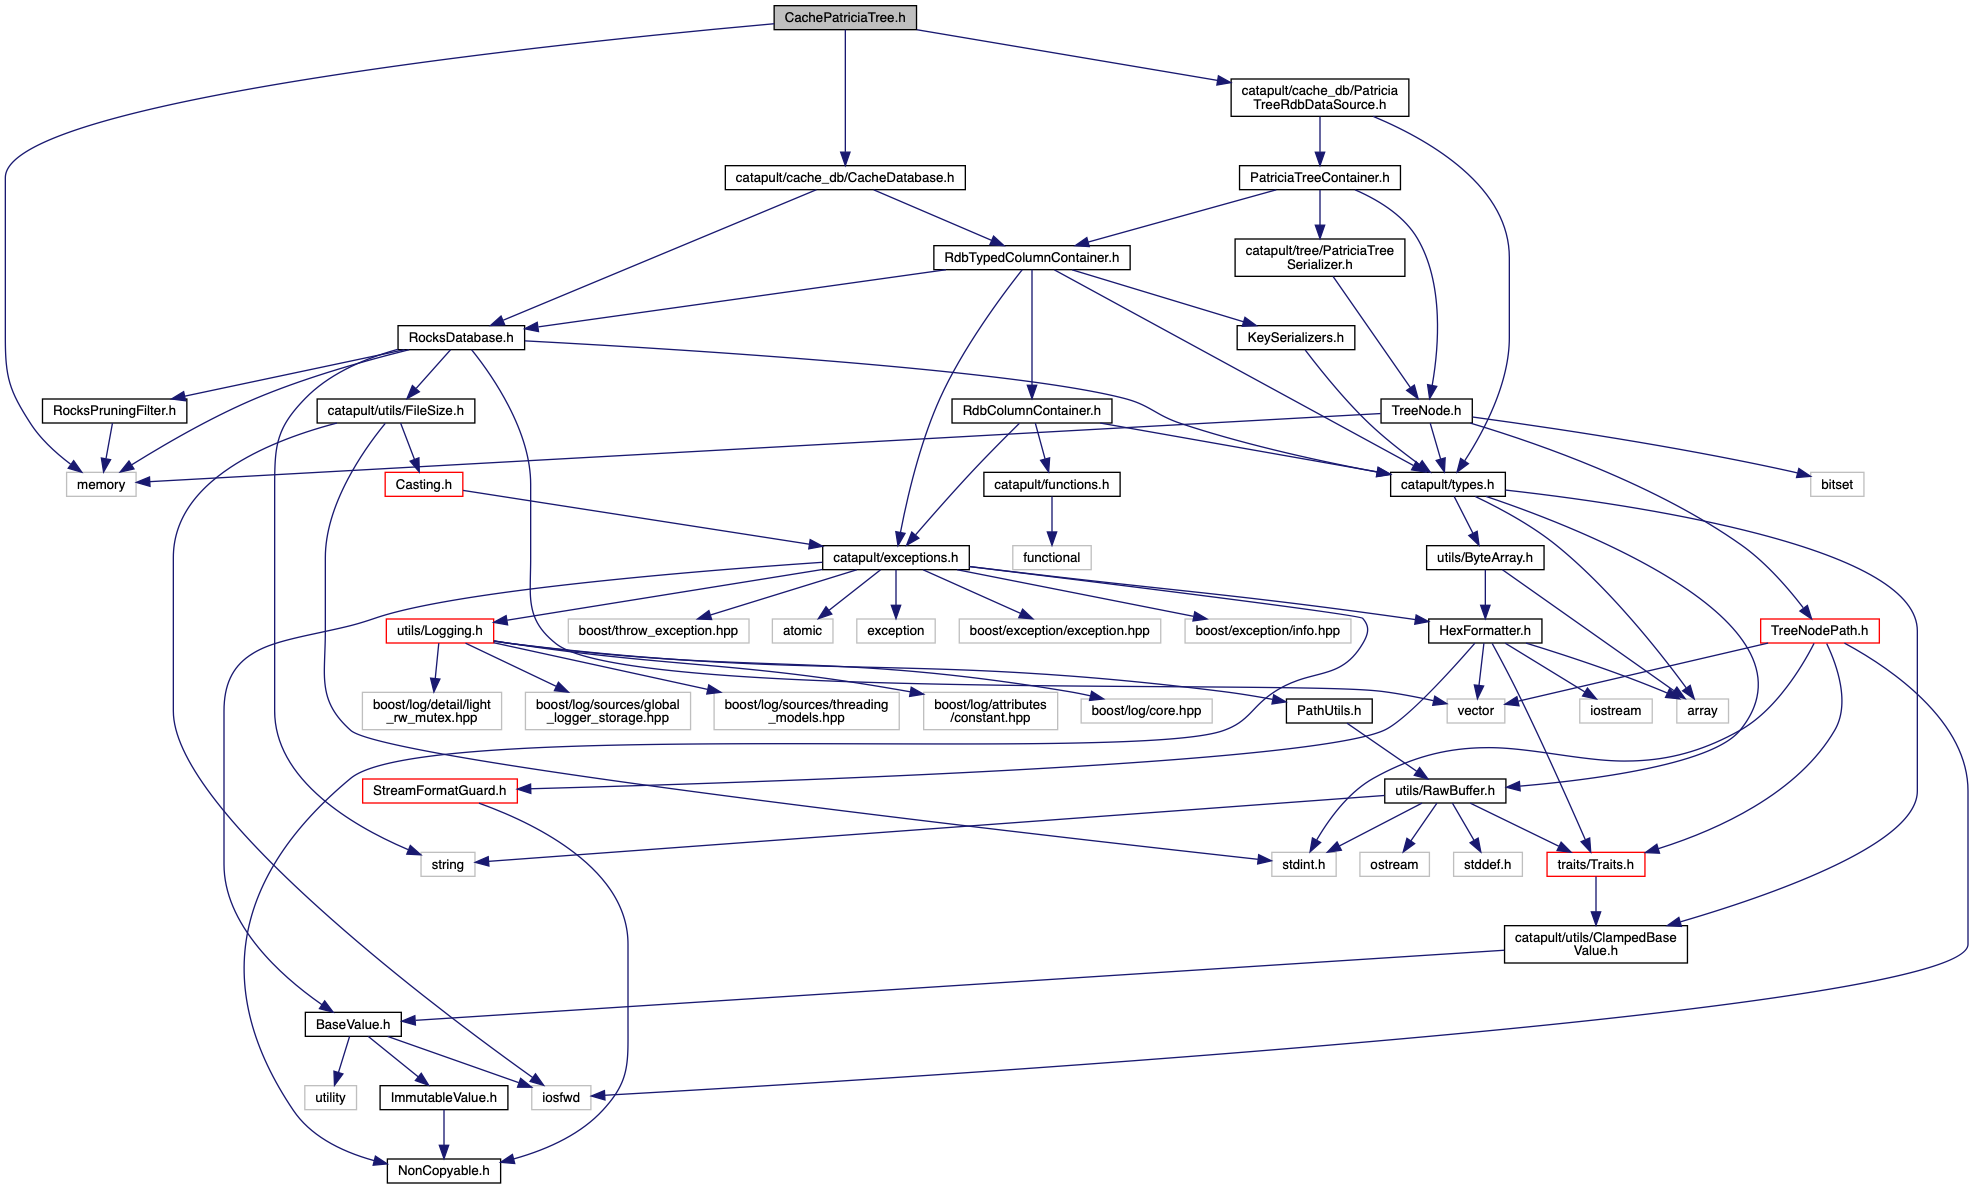 CachePatriciaTree.h
catapult/cache_db/Patricia
TreeRdbDataSource.h
catapult/cache_db/CacheDatabase.h
PatriciaTreeContainer.h
RdbTypedColumnContainer.h
catapult/tree/PatriciaTree
Serializer.h
RocksDatabase.h
KeySerializers.h
RocksPruningFilter.h
catapult/utils/FileSize.h
RdbColumnContainer.h
TreeNode.h
memory
Casting.h
catapult/functions.h
catapult/types.h
bitset
catapult/exceptions.h
functional
utils/ByteArray.h
utils/Logging.h
boost/throw_exception.hpp
atomic
exception
boost/exception/exception.hpp
boost/exception/info.hpp
HexFormatter.h
TreeNodePath.h
boost/log/detail/light
_rw_mutex.hpp
boost/log/sources/global
_logger_storage.hpp
boost/log/sources/threading
_models.hpp
boost/log/attributes
/constant.hpp
boost/log/core.hpp
PathUtils.h
vector
iostream
array
StreamFormatGuard.h
utils/RawBuffer.h
string
stdint.h
ostream
stddef.h
traits/Traits.h
catapult/utils/ClampedBase
Value.h
BaseValue.h
utility
ImmutableValue.h
iosfwd
NonCopyable.h